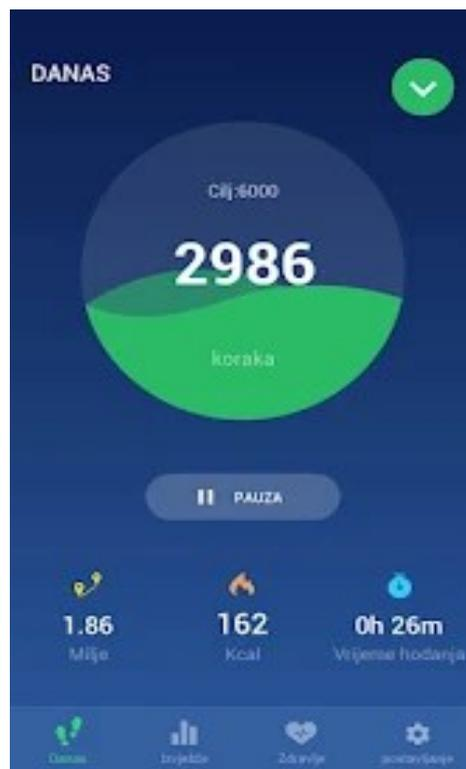 DANAS
Cilj:6000
2986
koraka
PAUZA
1.86
162
0h 26m
Milje
Kcal
Vrijeme hodanja
Danas
Izvješće
Zdravlje
postavljanje